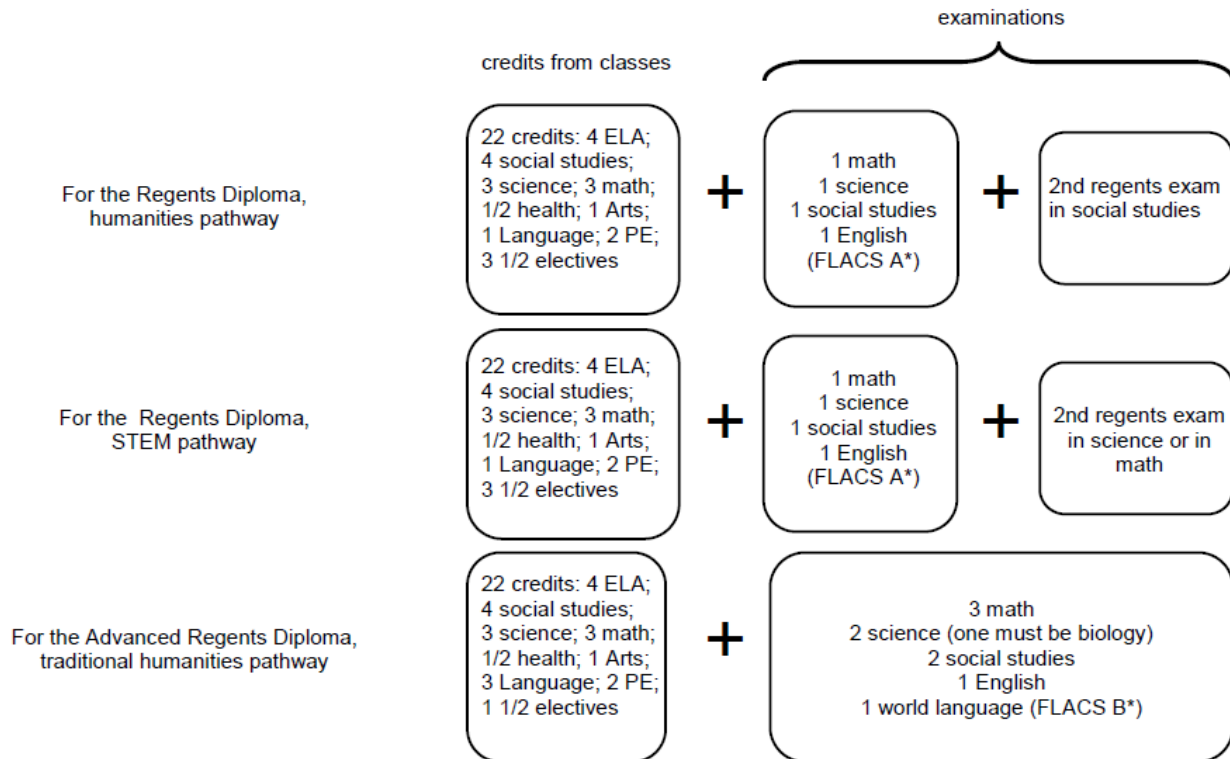 examinations
credits from classes
For the Regents Diploma,
humanities pathway
22 credits: 4 ELA;
4 social studies;
3 science; 3 math;
1/2 health; 1 Arts;
1 Language; 2 PE;
3 1/2 electives
+
1 math
1 science
1 social studies
1 English
(FLACS A*)
+
2nd regents exam
in social studies
For the  Regents Diploma,
STEM pathway
22 credits: 4 ELA;
4 social studies;
3 science; 3 math;
1/2 health; 1 Arts;
1 Language; 2 PE;
3 1/2 electives
+
1 math
1 science
1 social studies
1 English
(FLACS A*)
+
2nd regents exam
in science or in
math
For the Advanced Regents Diploma,
traditional humanities pathway
22 credits: 4 ELA;
4 social studies;
3 science; 3 math;
1/2 health; 1 Arts;
3 Language; 2 PE;
1 1/2 electives
+
3 math
2 science (one must be biology)
2 social studies
1 English
1 world language (FLACS B*)